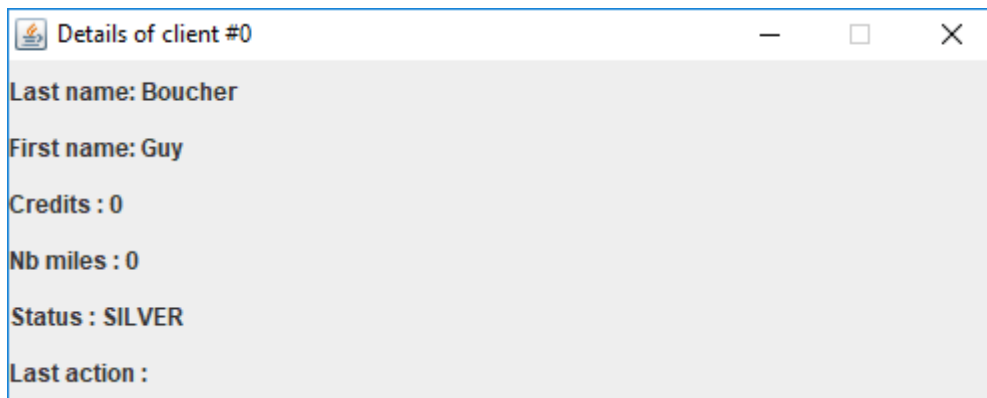 Details of client #0
Last name: Boucher
First name: Guy
Credits : 0
Nb miles : 0
Status : SILVER
Last action :